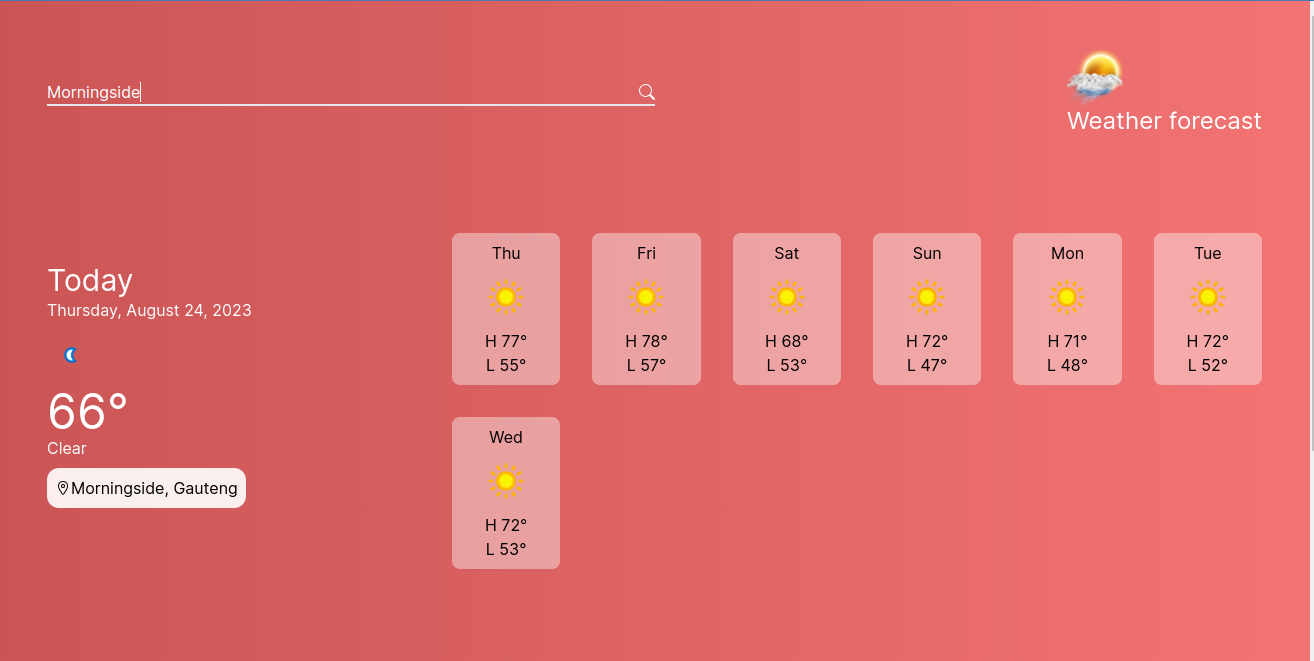 Morningside
Weather forecast
Today
Thursday, August 24, 2023
66°
Clear
Morningside, Gauteng
Thu
H 77°
L 55°
Fri
H 78°
L 57°
Sat
H 68°
L 53°
Sun
H 72°
L 47°
Mon
H 71°
L 48°
Tue
H 72°
L 52°
Wed
H 72°
L 53°